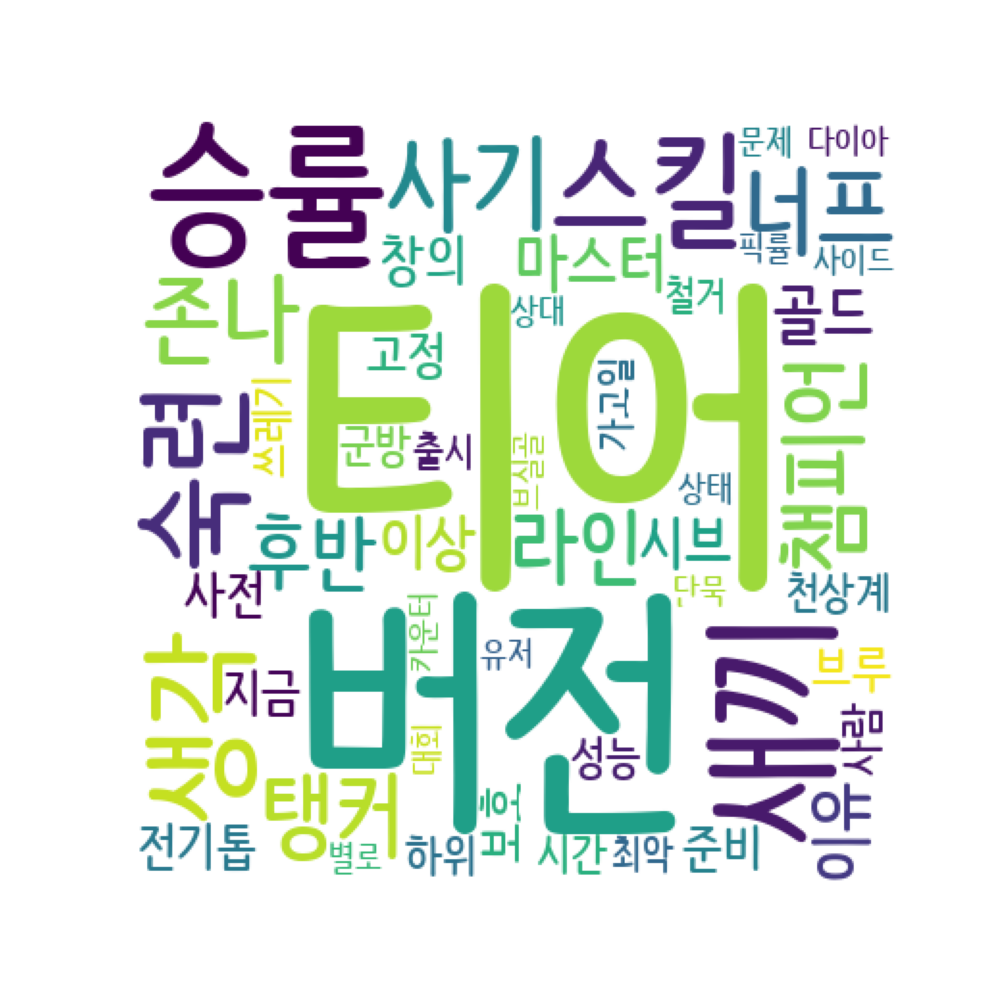 승률
사기
스킬
문제
다이아
너프
창의
마스터
픽률
사이드
존나
상대
철거
골드
티어
고정
가고일
챔피언
숙련
쓰레기
군방
출시
브실골
상태
후반
이상
라인
시브
사전
단묵
천상계
버전
카운터
새끼
생각
지금
유저
브루
사람
대회
성능
탱커
보호
이유
전기톱
별로
하위
시간
최악
준비